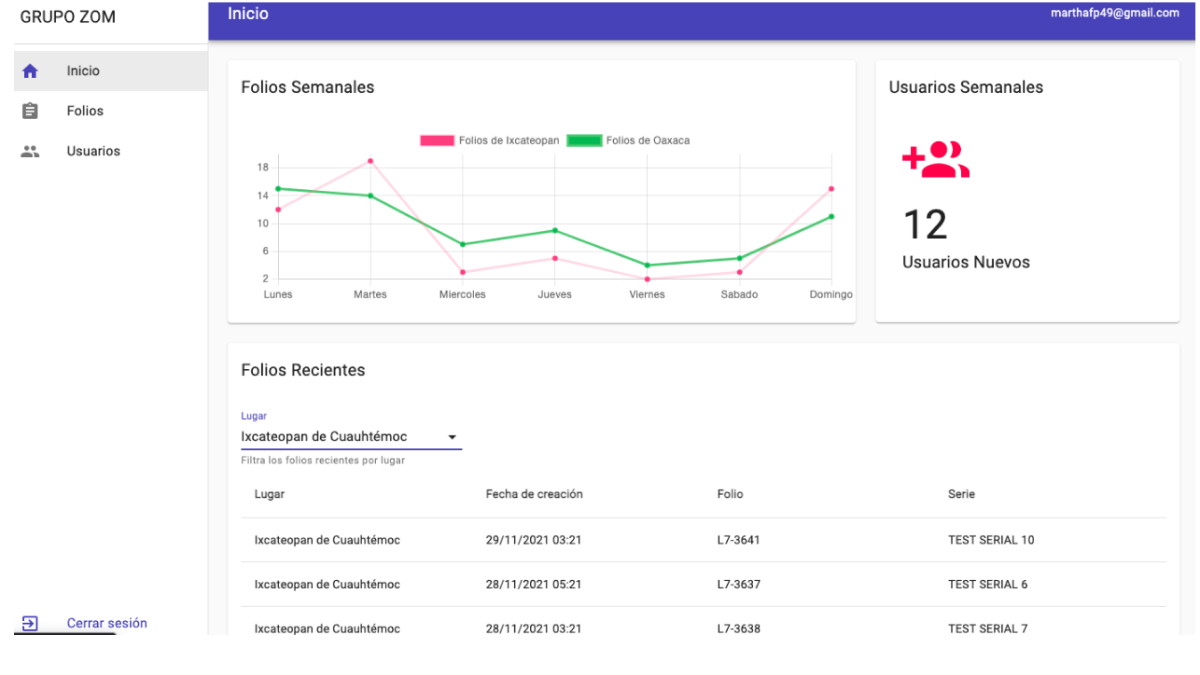 GRUPO ZOM
Inicio
marthafp49@gmail.com
Inicio
Folios
Usuarios
Cerrar sesión
Folios Semanales
Folios de Ixcateopan Folios de Oaxaca
18
14
10
6
2
Lunes Martes Miercoles Jueves Viernes Sabado Domingo
Usuarios Semanales
12
Usuarios Nuevos
Folios Recientes
Lugar
Ixcateopan de Cuauhtémoc
Filtra los folios recientes por lugar
Lugar Fecha de creación Folio Serie
Ixcateopan de Cuauhtémoc 29/11/2021 03:21 L7-3641 TEST SERIAL 10
Ixcateopan de Cuauhtémoc 28/11/2021 05:21 L7-3637 TEST SERIAL 6
Ixcateopan de Cuauhtémoc 28/11/2021 03:21 L7-3638 TEST SERIAL 7